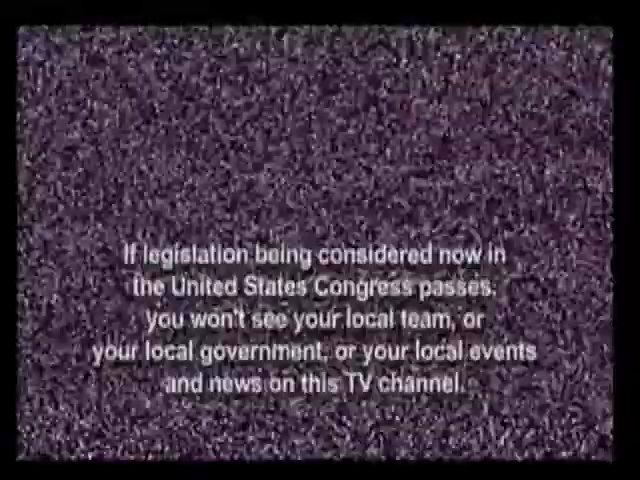 If legislation being considered now in
the United States Congress passes,
you won't see your local team, or
your local government, or your local events
and news on this TV channel.